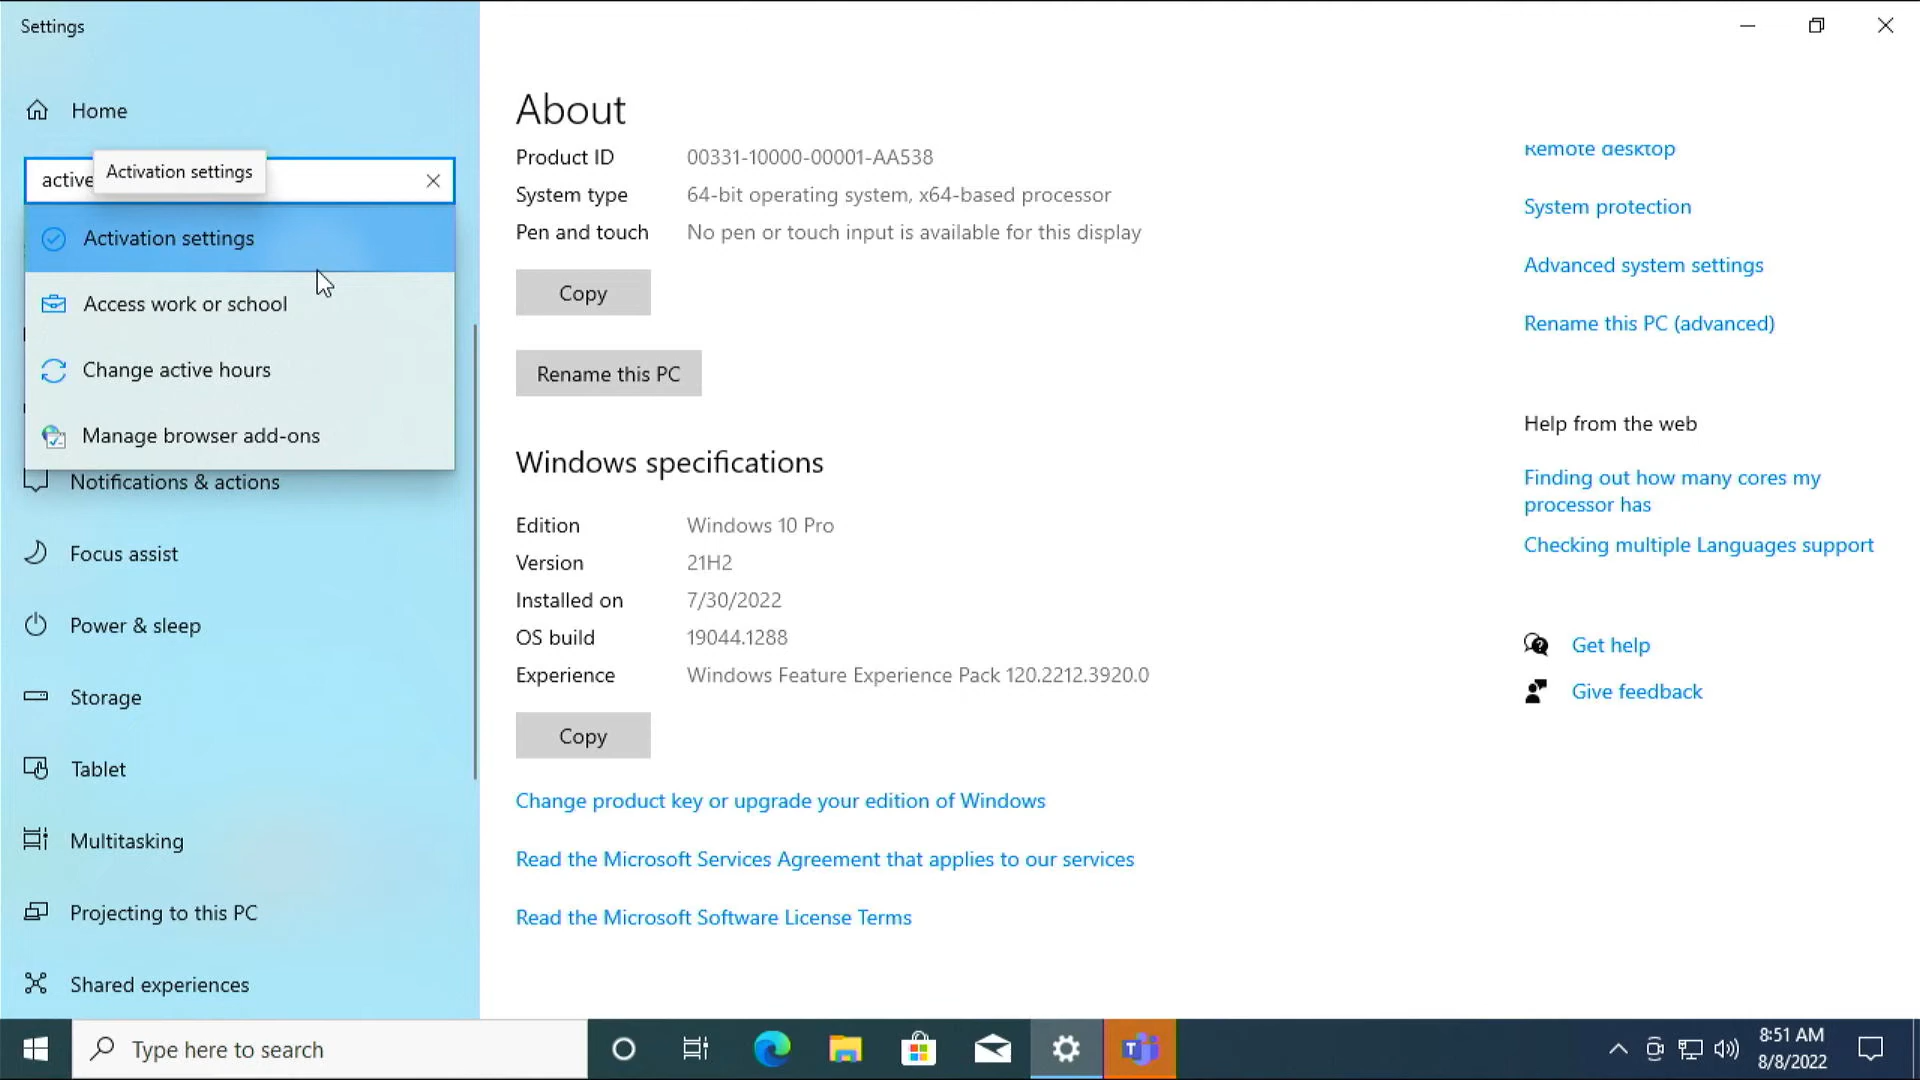 Settings
Home
active
Activation settings
Activation settings
Access work or school
Change active hours
Manage browser add-ons
Notifications & actions
Focus assist
Power & sleep
Storage
Tablet
Multitasking
Projecting to this PC
Shared experiences
About
Product ID 00331-10000-00001-AA538
System type 64-bit operating system, x64-based processor
Pen and touch No pen or touch input is available for this display
Copy
Rename this PC
Windows specifications
Edition Windows 10 Pro
Version 21H2
Installed on 7/30/2022
OS build 19044.1288
Experience Windows Feature Experience Pack 120.2212.3920.0
Copy
Change product key or upgrade your edition of Windows
Read the Microsoft Services Agreement that applies to our services
Read the Microsoft Software License Terms
Remote desktop
System protection
Advanced system settings
Rename this PC (advanced)
Help from the web
Finding out how many cores my
processor has
Checking multiple Languages support
Get help
Give feedback
Type here to search
8:51 AM
8/8/2022